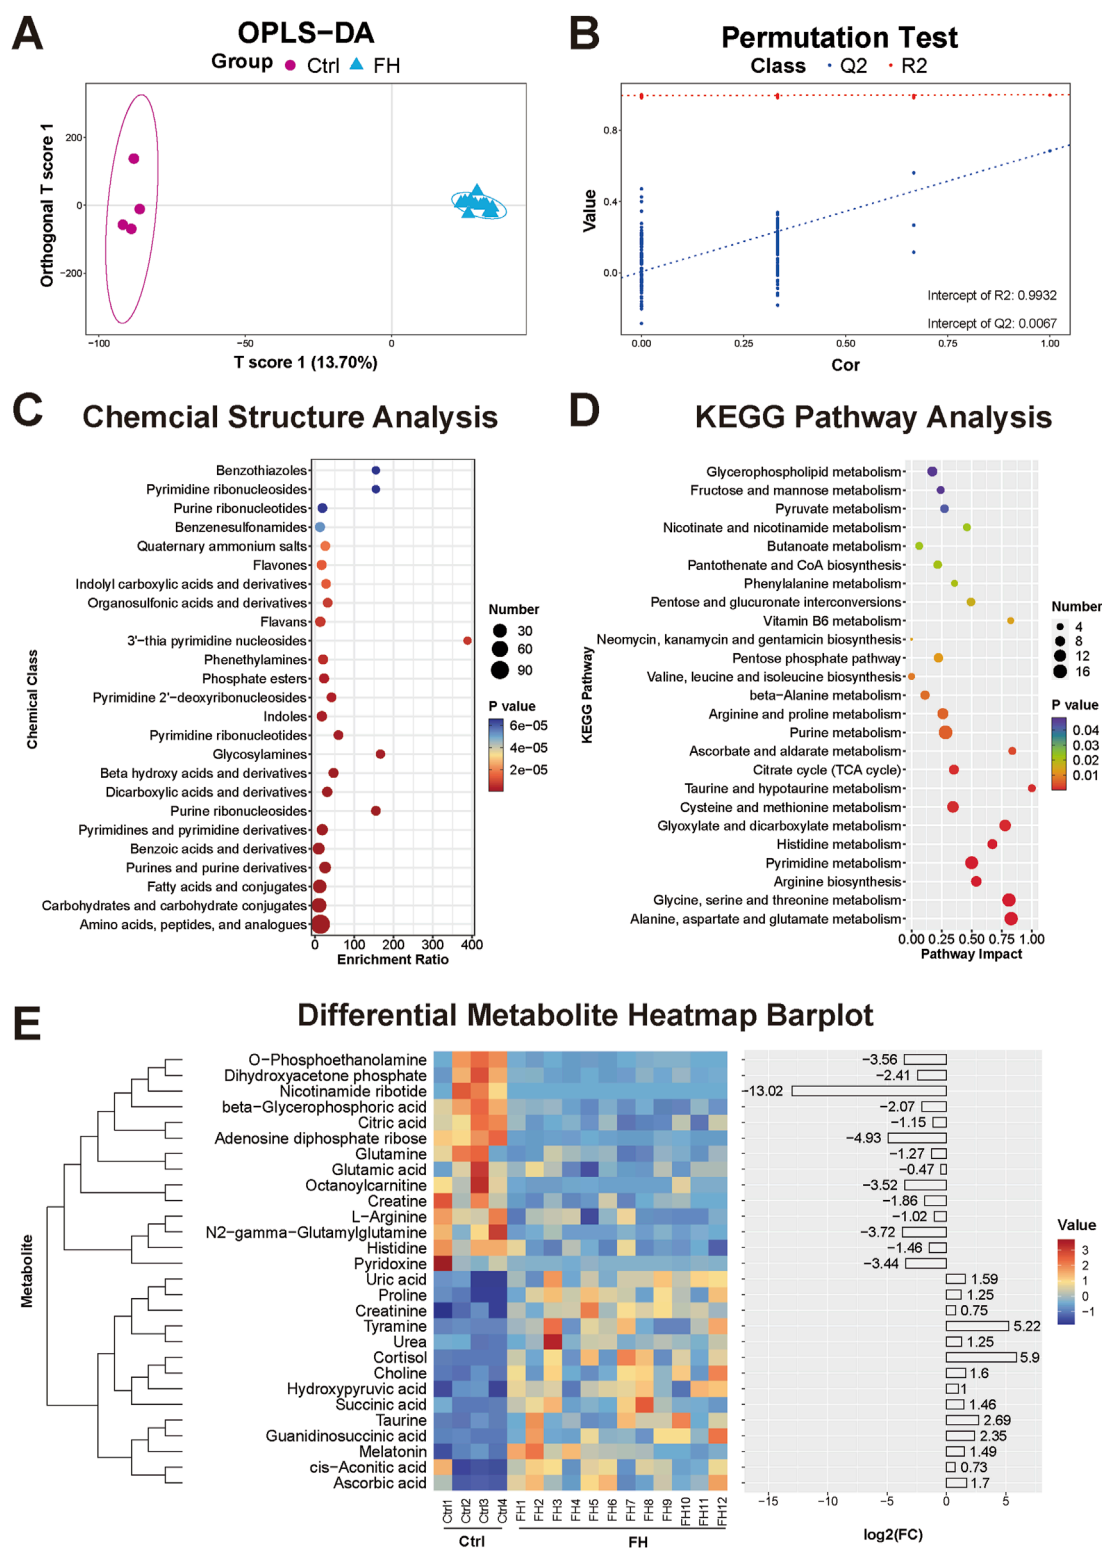 A
OPLS−DA
Group Ctrl FH
Orthogonal T score 1
200
0
−200
−100
−50
0
T score 1 (13.70%)
B
Permutation Test
Class Q2 R2
Value
0.8
0.4
0.0
Intercept of R2: 0.9932
Intercept of Q2: 0.0067
0.00
0.25
0.50
0.75
1.00
Cor
C
Chemcial Structure Analysis
Chemical Class
Benzothiazoles
Pyrimidine ribonucleosides
Purine ribonucleotides
Benzenesulfonamides
Quaternary ammonium salts
Flavones
Indolyl carboxylic acids and derivatives
Organosulfonic acids and derivatives
Flavans
3'−thia pyrimidine nucleosides
Phenethylamines
Phosphate esters
Pyrimidine 2'−deoxyribonucleosides
Indoles
Pyrimidine ribonucleotides
Glycosylamines
Beta hydroxy acids and derivatives
Dicarboxylic acids and derivatives
Purine ribonucleosides
Pyrimidines and pyrimidine derivatives
Benzoic acids and derivatives
Purines and purine derivatives
Fatty acids and conjugates
Carbohydrates and carbohydrate conjugates
Amino acids, peptides, and analogues
0
100
200
300
400
Enrichment Ratio
Number
30
60
90
P value
6e−05
4e−05
2e−05
D
KEGG Pathway Analysis
KEGG Pathway
Glycerophospholipid metabolism
Fructose and mannose metabolism
Pyruvate metabolism
Nicotinate and nicotinamide metabolism
Butanoate metabolism
Pantothenate and CoA biosynthesis
Phenylalanine metabolism
Pentose and glucuronate interconversions
Vitamin B6 metabolism
Neomycin, kanamycin and gentamicin biosynthesis
Pentose phosphate pathway
Valine, leucine and isoleucine biosynthesis
beta−Alanine metabolism
Arginine and proline metabolism
Purine metabolism
Ascorbate and aldarate metabolism
Citrate cycle (TCA cycle)
Taurine and hypotaurine metabolism
Cysteine and methionine metabolism
Glyoxylate and dicarboxylate metabolism
Histidine metabolism
Pyrimidine metabolism
Arginine biosynthesis
Glycine, serine and threonine metabolism
Alanine, aspartate and glutamate metabolism
0.00
0.25
0.50
0.75
1.00
Pathway Impact
Number
4
8
12
16
P value
0.04
0.03
0.02
0.01
E
Differential Metabolite Heatmap Barplot
Metabolite
O−Phosphoethanolamine −3.56
Dihydroxyacetone phosphate −2.41
Nicotinamide ribotide −13.02
beta−Glycerophosphoric acid −2.07
Citric acid −1.15
Adenosine diphosphate ribose −4.93
Glutamine −1.27
Glutamic acid −0.47
Octanoylcarnitine −3.52
Creatine −1.86
L−Arginine −1.02
N2−gamma−Glutamylglutamine −3.72
Histidine −1.46
Pyridoxine −3.44
Uric acid 1.59
Proline 1.25
Creatinine 0.75
Tyramine 5.22
Urea 1.25
Cortisol 5.9
Choline 1.6
Hydroxypyruvic acid 1
Succinic acid 1.46
Taurine 2.69
Guanidinosuccinic acid 2.35
Melatonin 1.49
cis−Aconitic acid 0.73
Ascorbic acid 1.7
Ctrl1
Ctrl2
Ctrl3
Ctrl4
FH1
FH2
FH3
FH4
FH5
FH6
FH7
FH8
FH9
FH10
FH11
FH12
Ctrl
FH
−15
−10
−5
0
5
log2(FC)
Value
3
2
1
0
−1